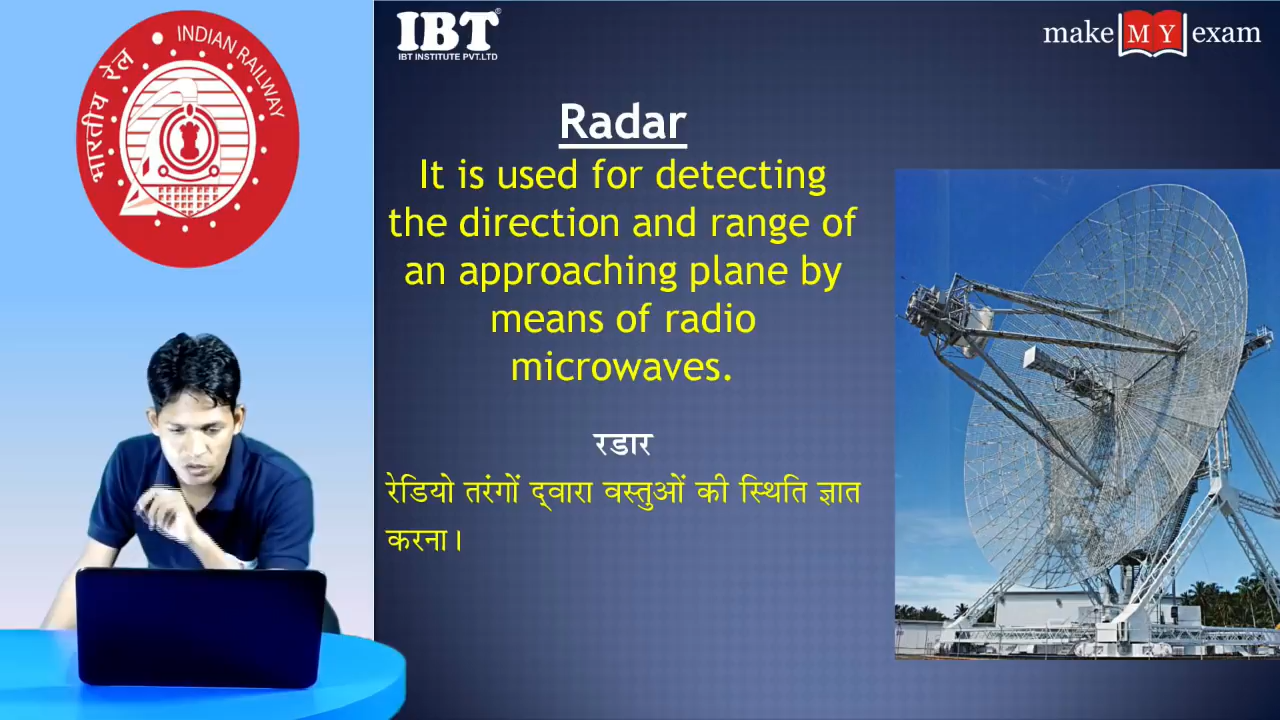 भारतीय रेल
INDIAN RAILWAY
IBT®
IBT INSTITUTE PVT.LTD
make MY exam
Radar
It is used for detecting
the direction and range of
an approaching plane by
means of radio
microwaves.
रडार
रेडियो तरंगों द्वारा वस्तुओं की स्थिति ज्ञात
करना।